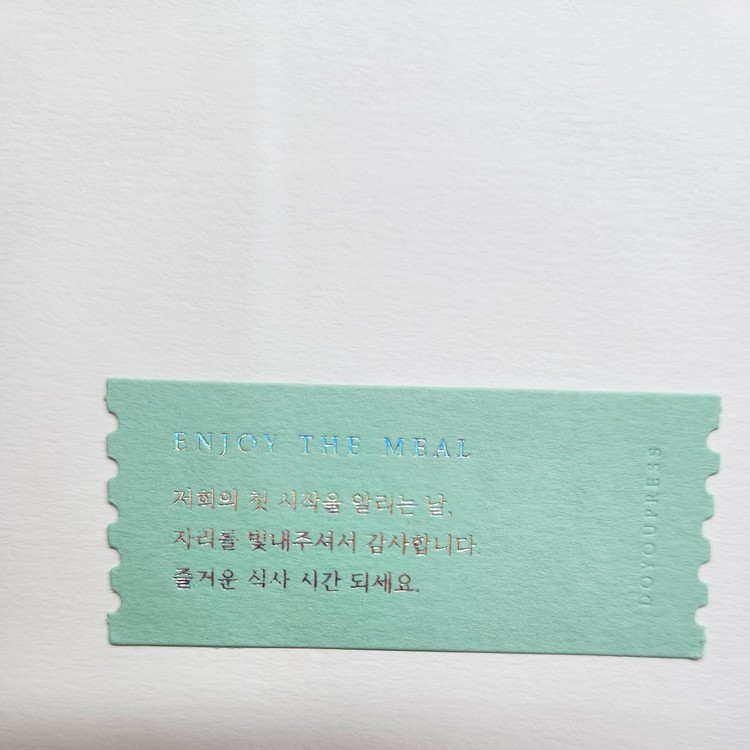 ENJOY THE MEAL
저희의 첫 시작을 알리는 날,
자리를 빛내주셔서 감사합니다.
즐거운 식사 시간 되세요.
DOYOUPRESS